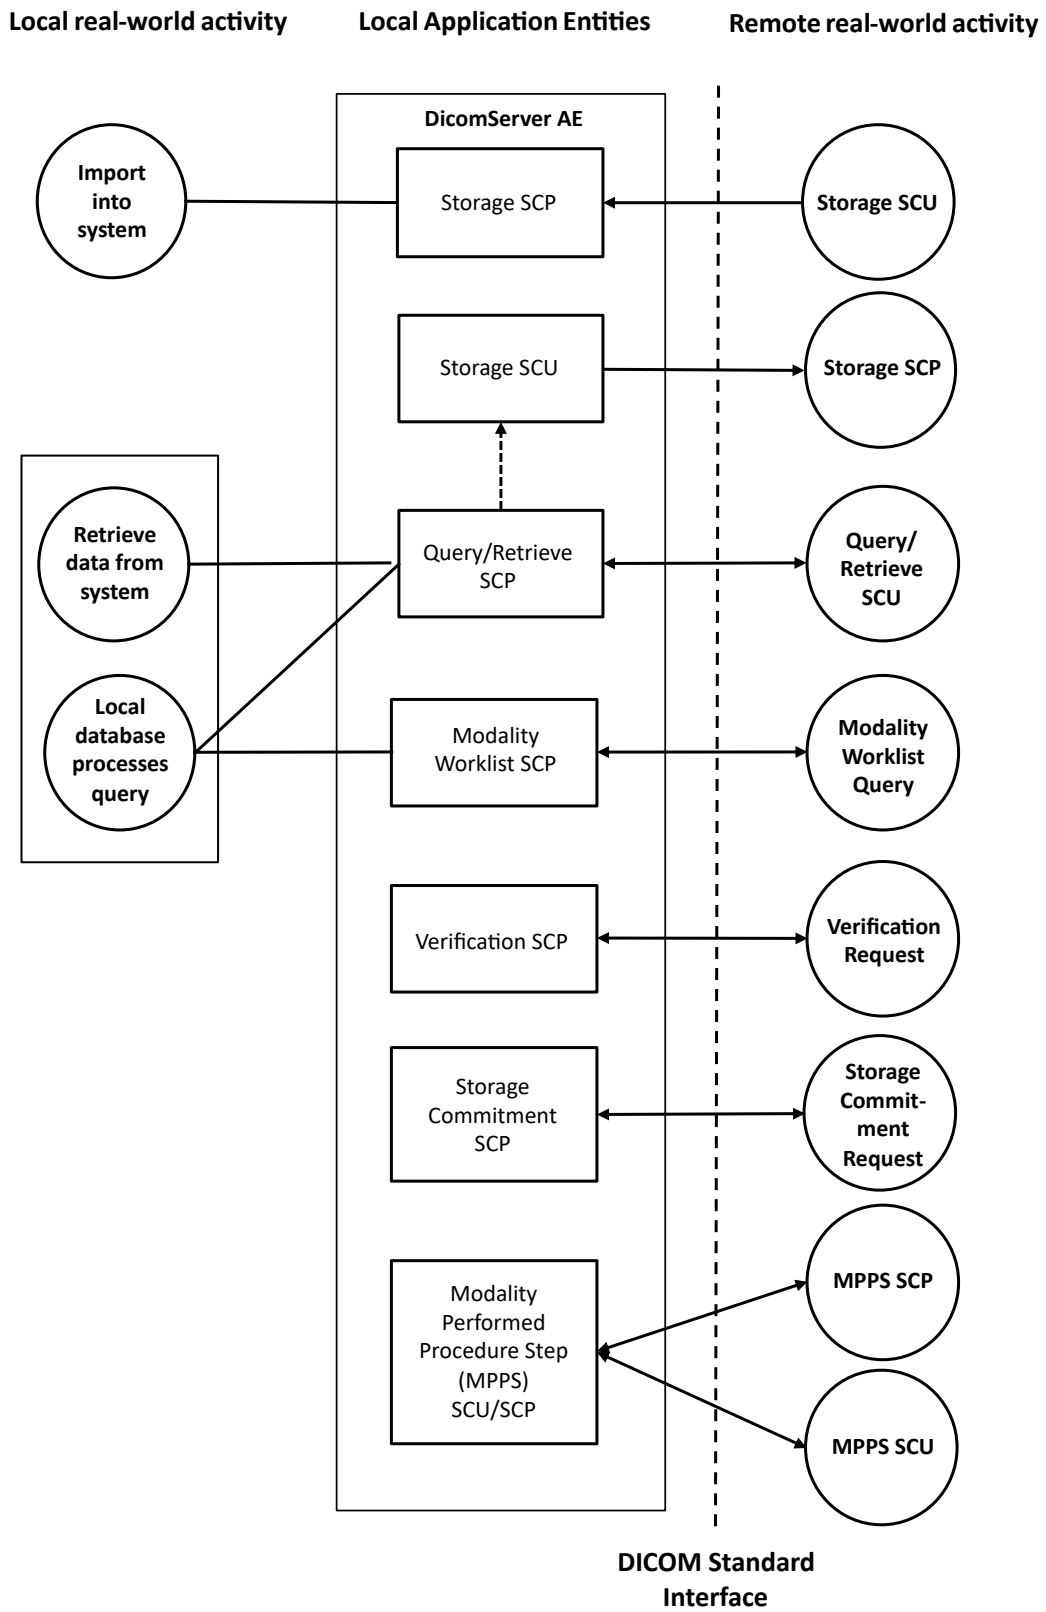 Local real-world activity
Local Application Entities
Remote real-world activity
DicomServer AE
Import
into
system
Storage SCP
Storage SCU
Storage SCU
Storage SCP
Retrieve
data from
system
Query/Retrieve
SCP
Query/
Retrieve
SCU
Local
database
processes
query
Modality
Worklist SCP
Modality
Worklist
Query
Verification SCP
Verification
Request
Storage
Commitment
SCP
Storage
Commit-
ment
Request
Modality
Performed
Procedure Step
(MPPS)
SCU/SCP
MPPS SCP
MPPS SCU
DICOM Standard
Interface